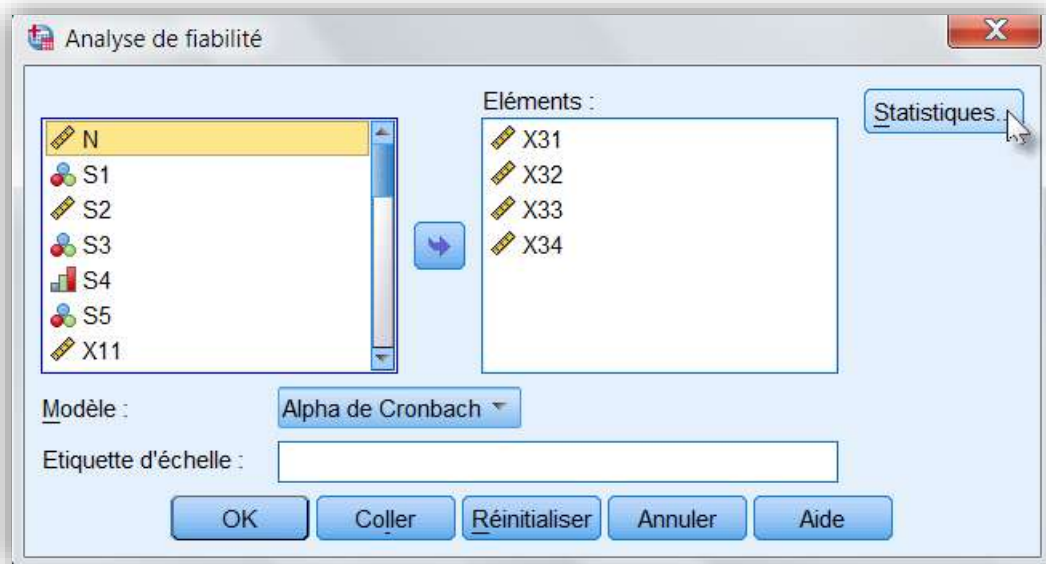 Analyse de fiabilité
Eléments :
Statistiques...
N
S1
S2
S3
S4
S5
X11
X31
X32
X33
X34
Modèle :
Alpha de Cronbach
Etiquette d'échelle :
OK
Coller
Réinitialiser
Annuler
Aide